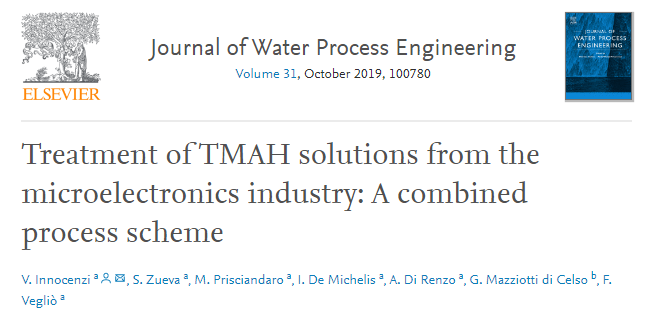 ELSEVIER
Journal of Water Process Engineering
Volume 31, October 2019, 100780
JOURNAL OF
WATER PROCESS
ENGINEERING
Treatment of TMAH solutions from the
microelectronics industry: A combined
process scheme
V. Innocenzi a, S. Zueva a, M. Prisciandaro a, I. De Michelis a, A. Di Renzo a, G. Mazziotti di Celso b, F.
Vegliò a